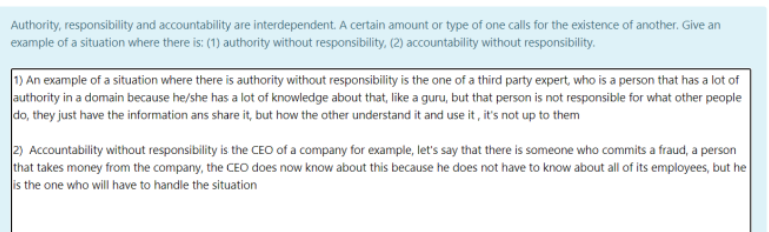 Authority, responsibility and accountability are interdependent. A certain amount or type of one calls for the existence of another. Give an
example of a situation where there is: (1) authority without responsibility, (2) accountability without responsibility.
1) An example of a situation where there is authority without responsibility is the one of a third party expert, who is a person that has a lot of
authority in a domain because he/she has a lot of knowledge about that, like a guru, but that person is not responsible for what other people
do, they just have the information ans share it, but how the other understand it and use it , it's not up to them
2) Accountability without responsibility is the CEO of a company for example, let's say that there is someone who commits a fraud, a person
that takes money from the company, the CEO does now know about this because he does not have to know about all of its employees, but he
is the one who will have to handle the situation